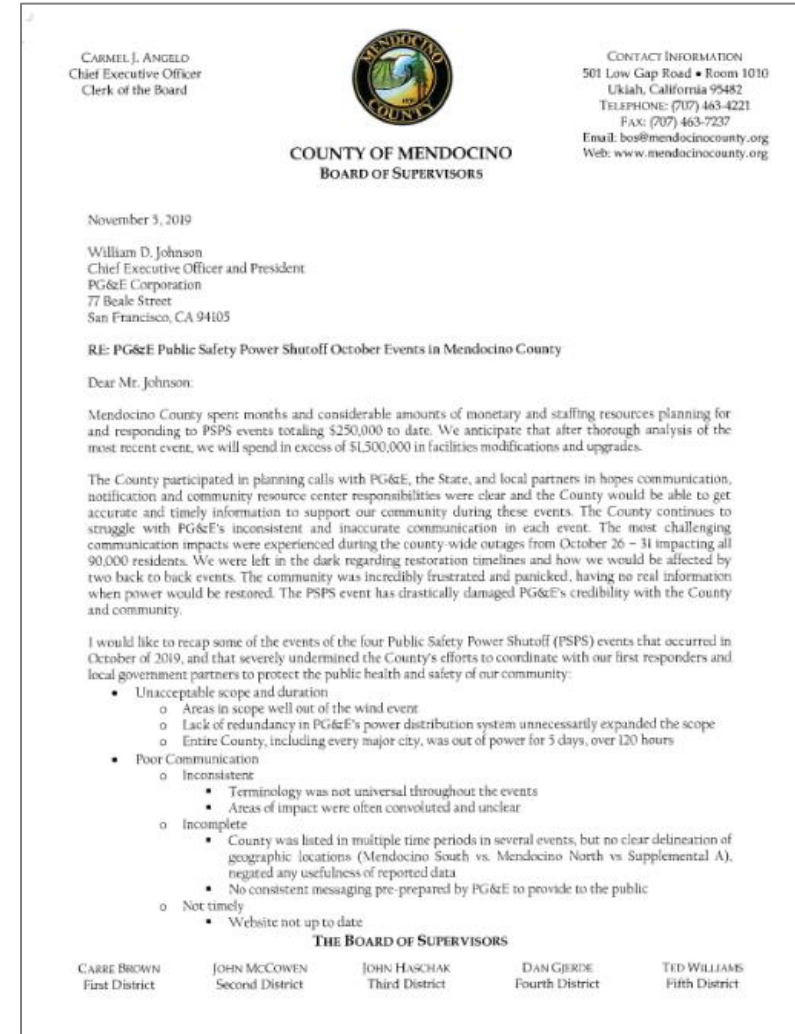 CARMEL J. ANGELO
Chief Executive Officer
Clerk of the Board
MENDOCINO
COUNTY
CONTACT INFORMATION
501 Low Gap Road • Room 1010
Ukiah, California 95482
TELEPHONE: (707) 463-4221
FAX: (707) 463-7237
Email: bos@mendocinocounty.org
Web: www.mendocinocounty.org
COUNTY OF MENDOCINO
BOARD OF SUPERVISORS
November 5, 2019
William D. Johnson
Chief Executive Officer and President
PG&E Corporation
77 Beale Street
San Francisco, CA 94105
RE: PG&E Public Safety Power Shutoff October Events in Mendocino County
Dear Mr. Johnson:
Mendocino County spent months and considerable amounts of monetary and staffing resources planning for
and responding to PSPS events totaling $250,000 to date. We anticipate that after thorough analysis of the
most recent event, we will spend in excess of $1,500,000 in facilities modifications and upgrades.
The County participated in planning calls with PG&E, the State, and local partners in hopes communication,
notification and community resource center responsibilities were clear and the County would be able to get
accurate and timely information to support our community during these events. The County continues to
struggle with PG&E's inconsistent and inaccurate communication in each event. The most challenging
communication impacts were experienced during the county-wide outages from October 26 – 31 impacting all
90,000 residents. We were left in the dark regarding restoration timelines and how we would be affected by
two back to back events. The community was incredibly frustrated and panicked, having no real information
when power would be restored. The PSPS event has drastically damaged PG&E's credibility with the County
and community.
I would like to recap some of the events of the four Public Safety Power Shutoff (PSPS) events that occurred in
October of 2019, and that severely undermined the County's efforts to coordinate with our first responders and
local government partners to protect the public health and safety of our community:
• Unacceptable scope and duration
o Areas in scope well out of the wind event
o Lack of redundancy in PG&E's power distribution system unnecessarily expanded the scope
o Entire County, including every major city, was out of power for 5 days, over 120 hours
• Poor Communication
o Inconsistent
▪ Terminology was not universal throughout the events
▪ Areas of impact were often convoluted and unclear
o Incomplete
▪ County was listed in multiple time periods in several events, but no clear delineation of
geographic locations (Mendocino South vs. Mendocino North vs Supplemental A),
negated any usefulness of reported data
▪ No consistent messaging pre-prepared by PG&E to provide to the public
o Not timely
▪ Website not up to date
THE BOARD OF SUPERVISORS
CARRE BROWN
First District
JOHN MCCOWEN
Second District
JOHN HASCHAK
Third District
DAN GJERDE
Fourth District
TED WILLIAMS
Fifth District